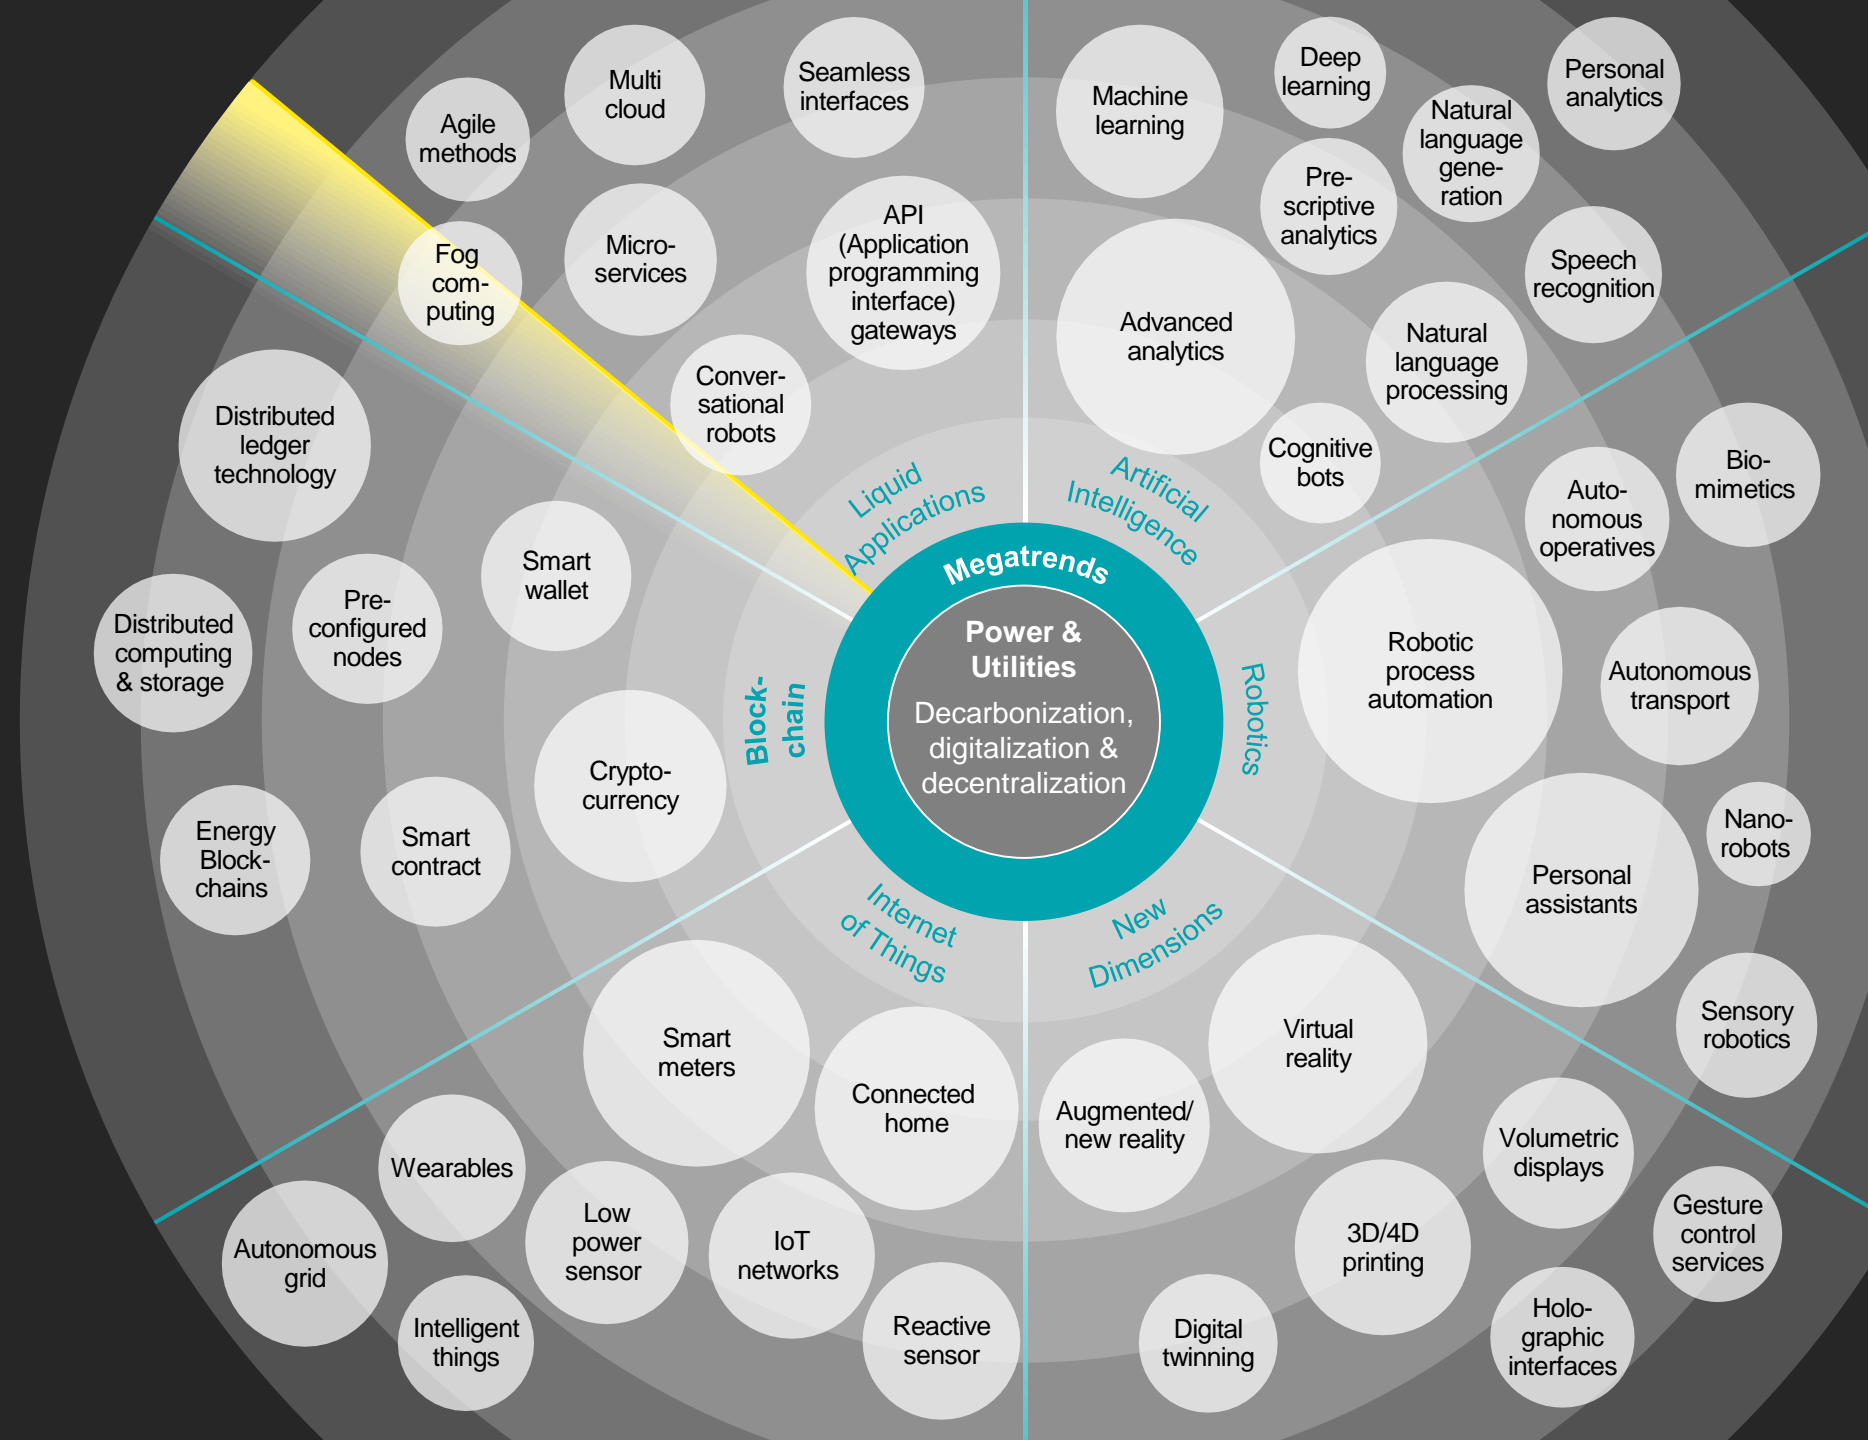 Power &
Utilities
Decarbonization,
digitalization &
decentralization
Megatrends
Liquid
Applications
Agile
methods
Multi
cloud
Seamless
interfaces
Fog
com-
puting
Micro-
services
API
(Application
programming
interface)
gateways
Conver-
sational
robots
Artificial
Intelligence
Machine
learning
Deep
learning
Personal
analytics
Natural
language
gene-
ration
Pre-
scriptive
analytics
Speech
recognition
Advanced
analytics
Natural
language
processing
Cognitive
bots
Robotics
Bio-
mimetics
Auto-
nomous
operatives
Robotic
process
automation
Autonomous
transport
Nano-
robots
Personal
assistants
Sensory
robotics
New
Dimensions
Virtual
reality
Augmented/
new reality
Volumetric
displays
Gesture
control
services
3D/4D
printing
Holo-
graphic
interfaces
Digital
twinning
Internet
of Things
Smart
meters
Connected
home
Wearables
Low
power
sensor
IoT
networks
Autonomous
grid
Intelligent
things
Reactive
sensor
Block-
chain
Distributed
ledger
technology
Smart
wallet
Pre-
configured
nodes
Distributed
computing
& storage
Crypto-
currency
Energy
Block-
chains
Smart
contract